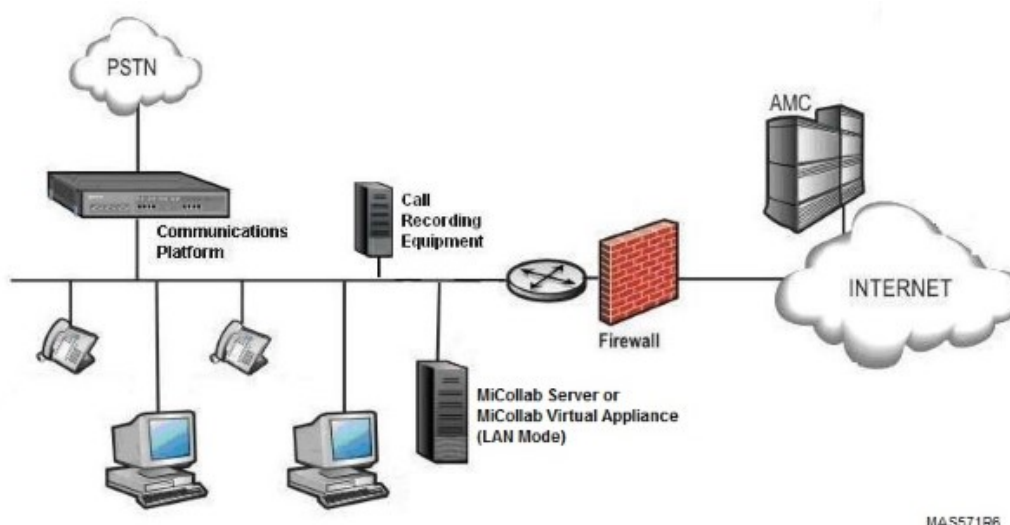 PSTN
AMC
Communications
Platform
Call
Recording
Equipment
INTERNET
Firewall
MiCollab Server or
MiCollab Virtual Appliance
(LAN Mode)
MAS571R6